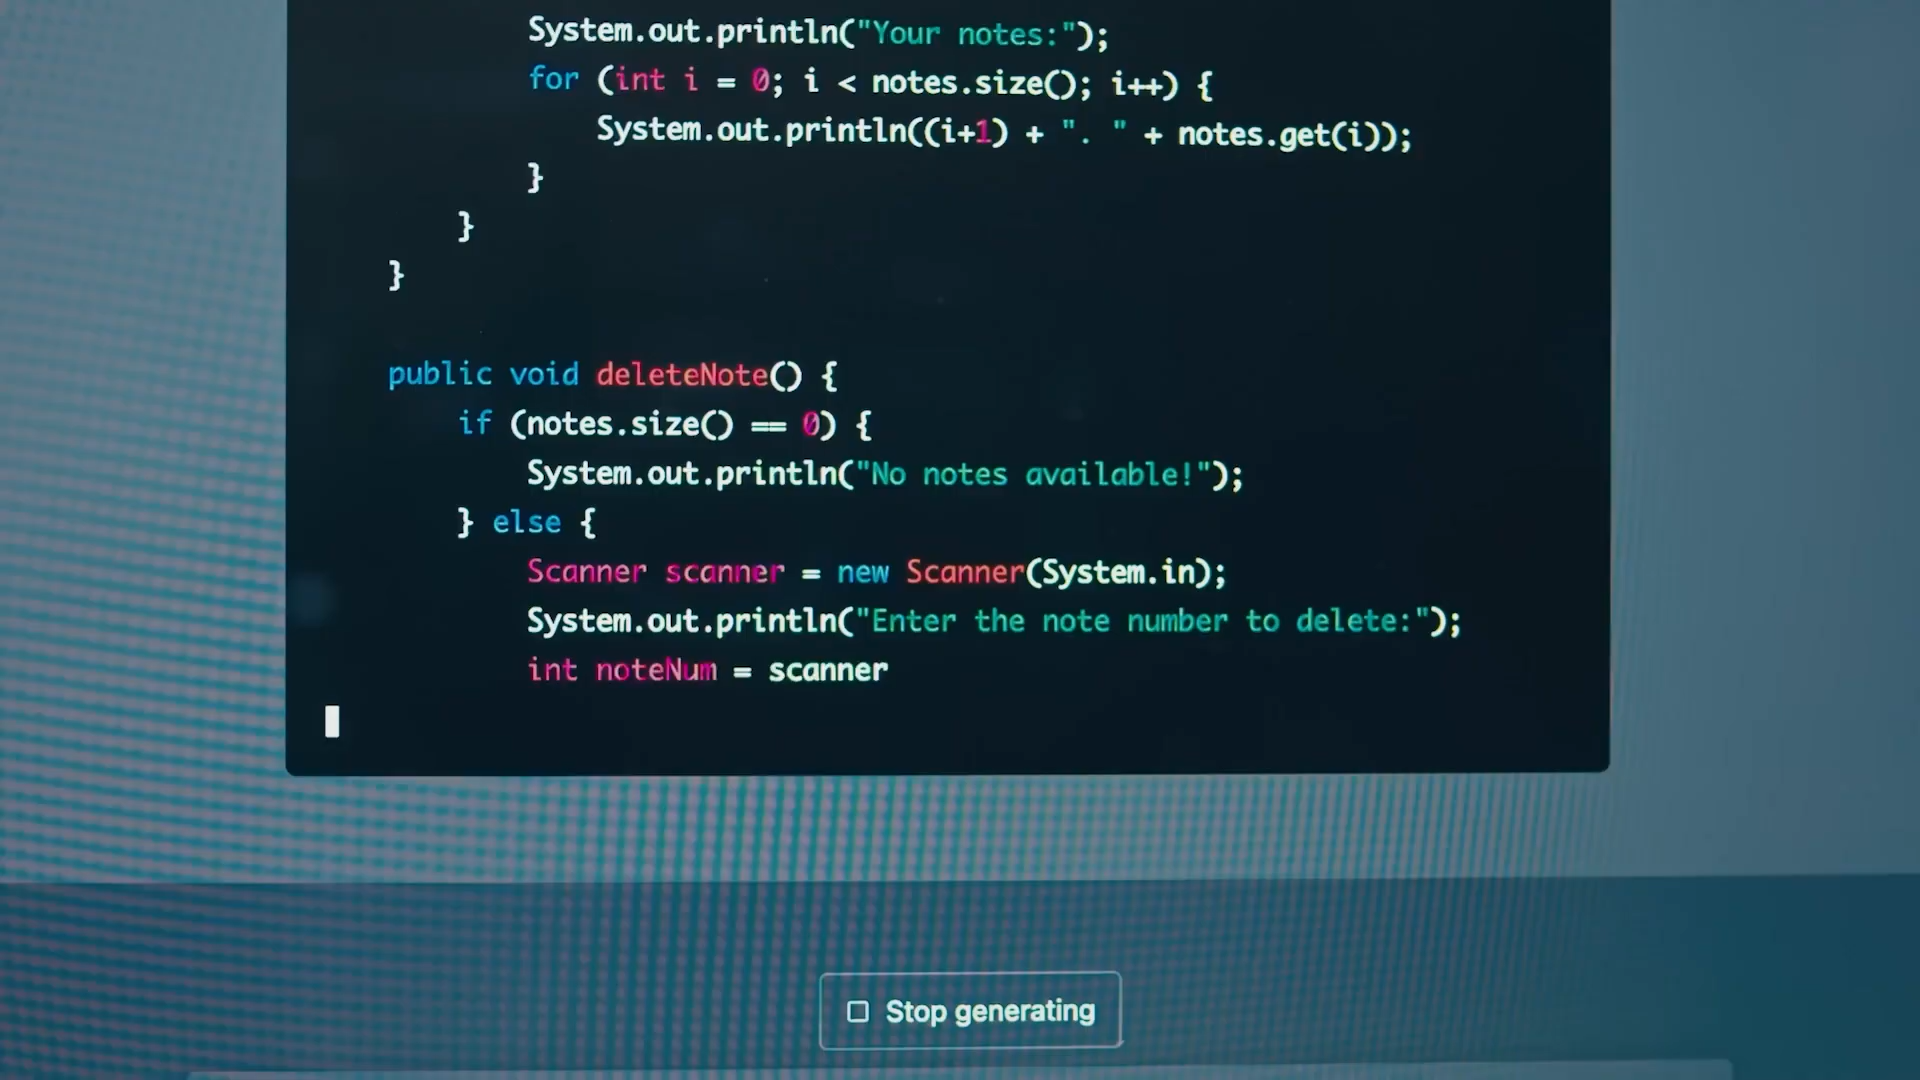 System.out.println("Your notes:");
for (int i = 0; i < notes.size(); i++) {
System.out.println((i+1) + ". " + notes.get(i));
}
}
}
public void deleteNote() {
if (notes.size() == 0) {
System.out.println("No notes available!");
} else {
Scanner scanner = new Scanner(System.in);
System.out.println("Enter the note number to delete:");
int noteNum = scanner
Stop generating